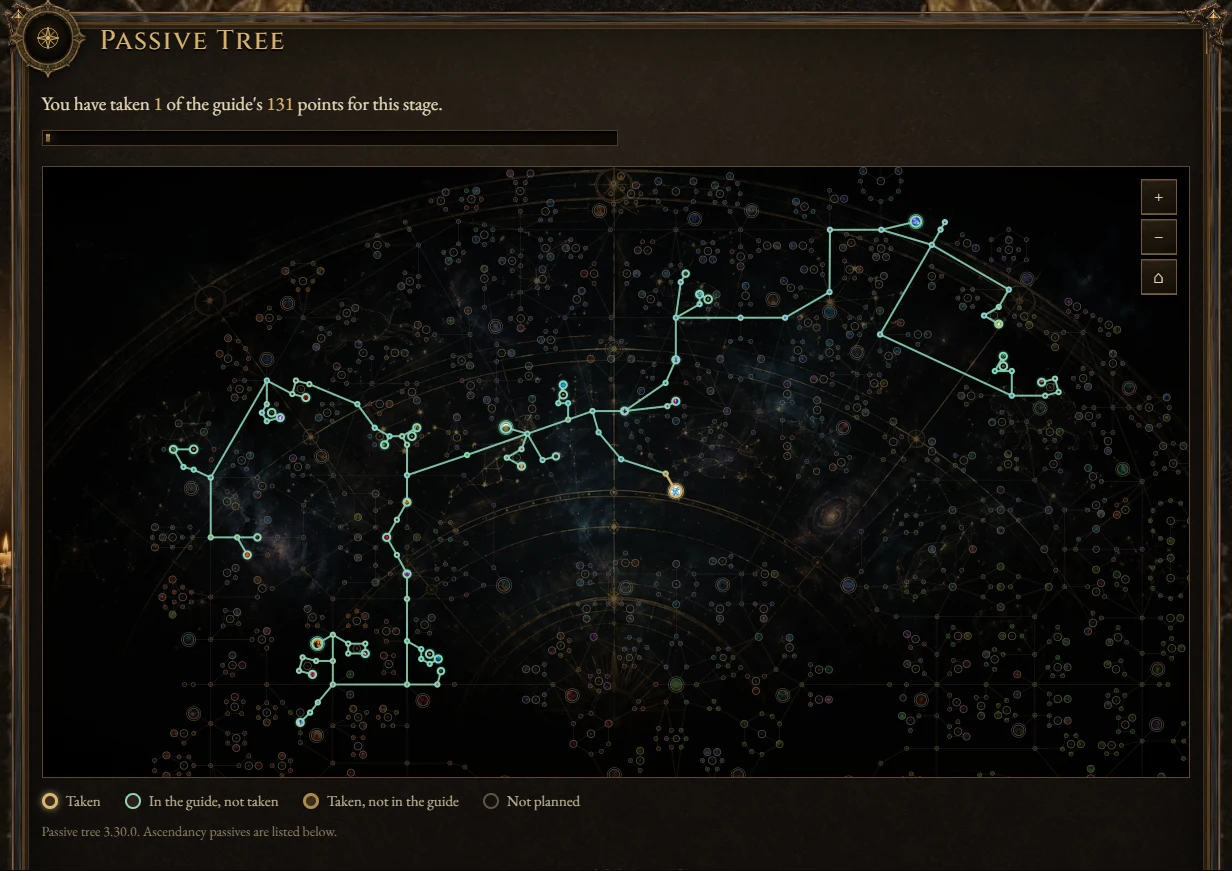 PASSIVE TREE
You have taken 1 of the guide's 131 points for this stage.
+
−
Taken
In the guide, not taken
Taken, not in the guide
Not planned
Passive tree 3.30.0. Ascendancy passives are listed below.